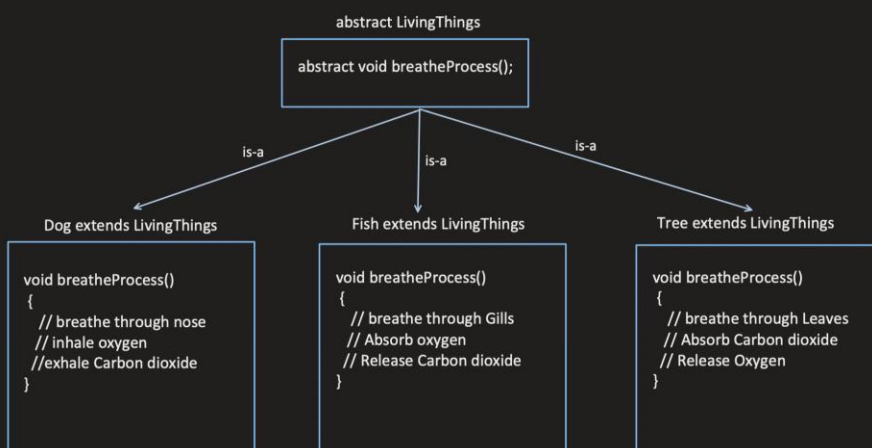 abstract LivingThings
abstract void breatheProcess();
is-a
is-a
is-a
Dog extends LivingThings
void breatheProcess()
{
// breathe through nose
// inhale oxygen
//exhale Carbon dioxide
}
Fish extends LivingThings
void breatheProcess()
{
// breathe through Gills
// Absorb oxygen
// Release Carbon dioxide
}
Tree extends LivingThings
void breatheProcess()
{
// breathe through Leaves
// Absorb Carbon dioxide
// Release Oxygen
}